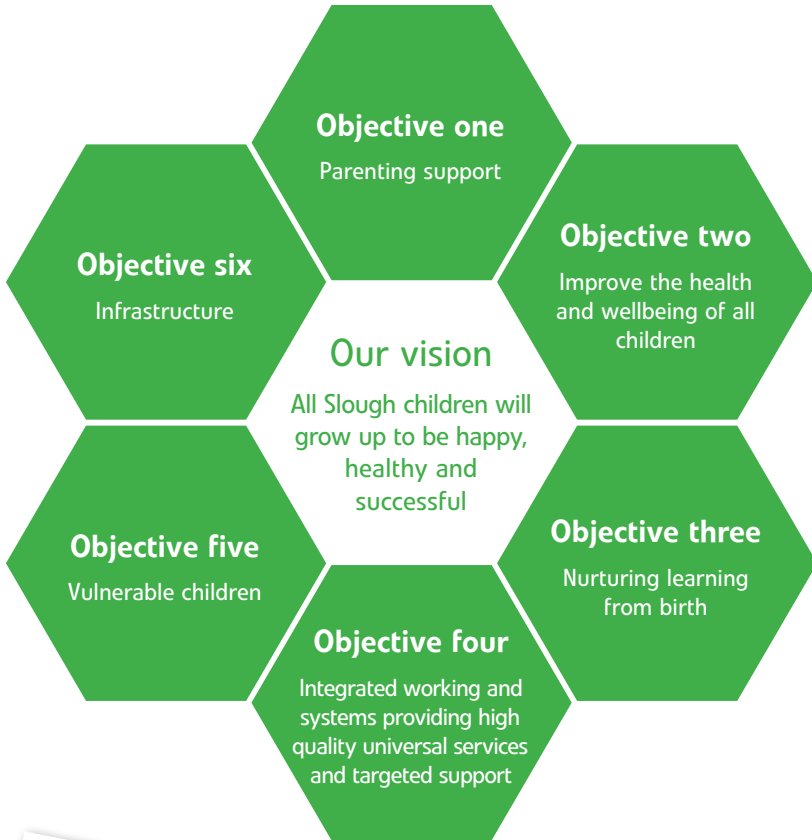 Objective one
Parenting support
Objective two
Improve the health
and wellbeing of all
children
Objective three
Nurturing learning
from birth
Objective four
Integrated working and
systems providing high
quality universal services
and targeted support
Objective five
Vulnerable children
Objective six
Infrastructure
Our vision
All Slough children will
grow up to be happy,
healthy and
successful